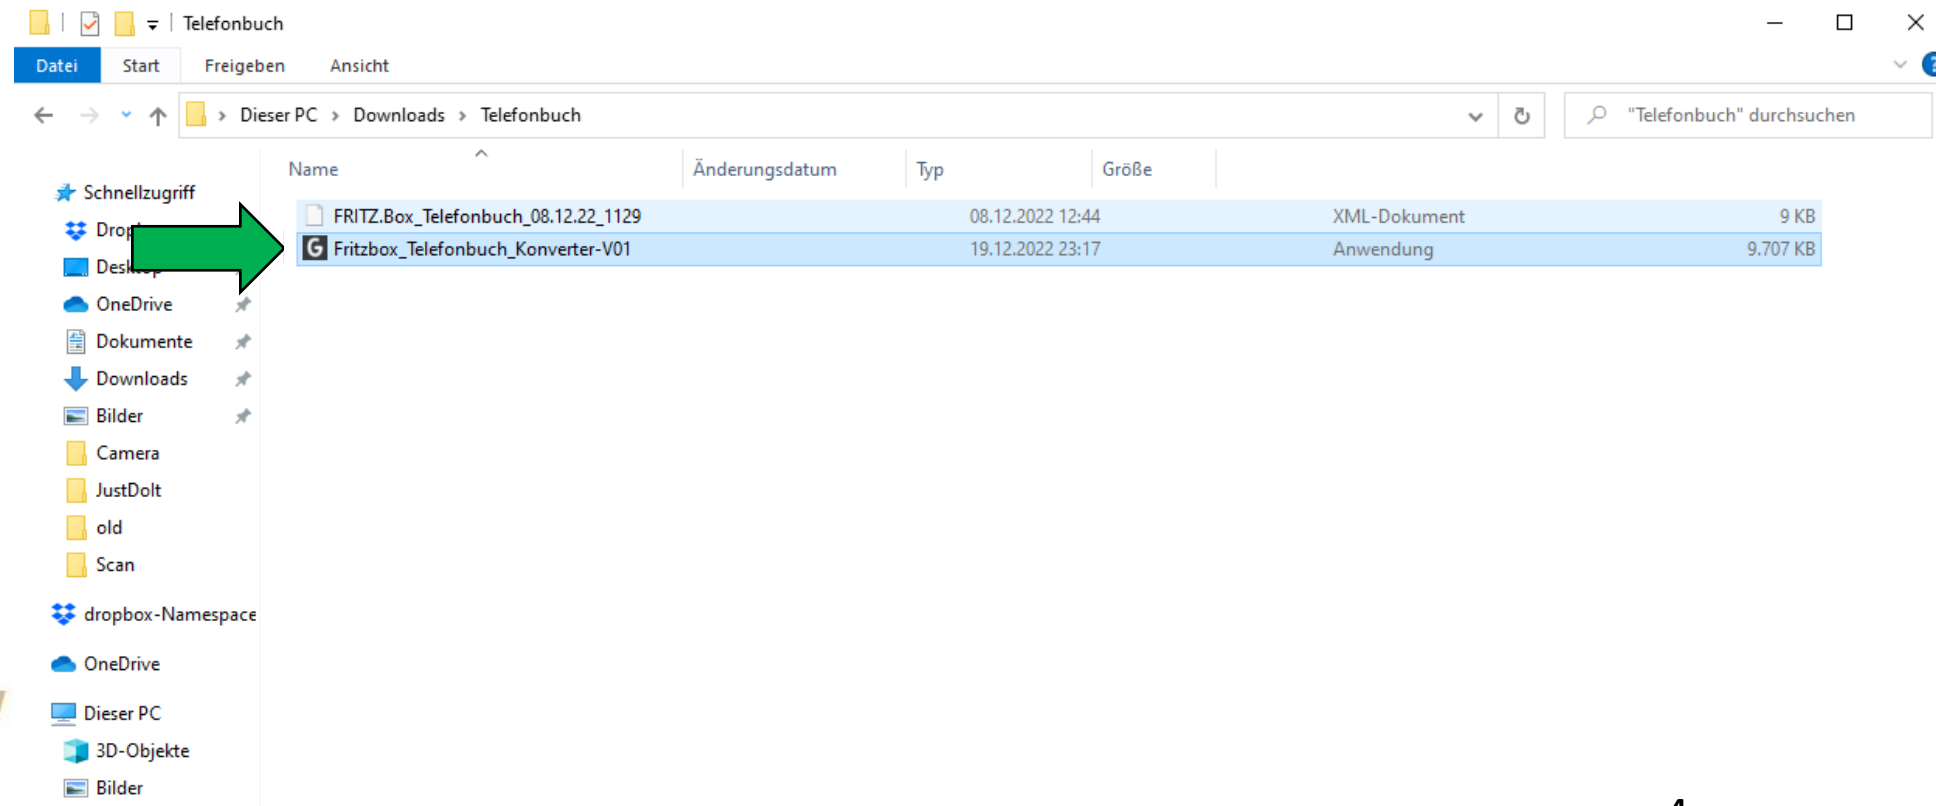 Telefonbuch
Datei Start Freigeben Ansicht
Dieser PC > Downloads > Telefonbuch
"Telefonbuch" durchsuchen
Name Änderungsdatum Typ Größe
Schnellzugriff
FRITZ.Box_Telefonbuch_08.12.22_1129 08.12.2022 12:44 XML-Dokument 9 KB
Fritzbox_Telefonbuch_Konverter-V01 19.12.2022 23:17 Anwendung 9.707 KB
OneDrive
Dokumente
Downloads
Bilder
Camera
JustDoIt
old
Scan
dropbox-Namespace
OneDrive
Dieser PC
3D-Objekte
Bilder